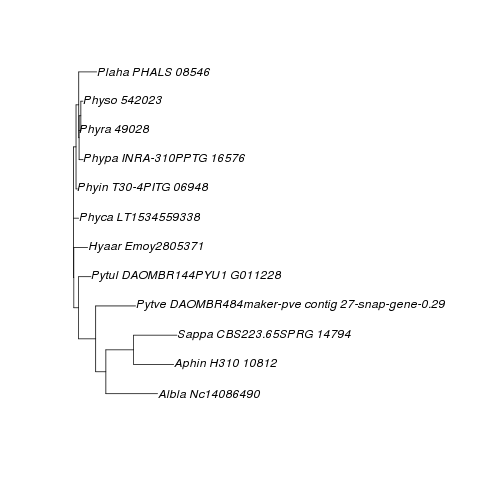 Plaha PHALS 08546
Physo 542023
Phyra 49028
Phypa INRA-310PPTG 16576
Phyin T30-4PITG 06948
Phyca LT1534559338
Hyaar Emoy2805371
Pytul DAOMBR144PYU1 G011228
Pytve DAOMBR484maker-pve contig 27-snap-gene-0.29
Sappa CBS223.65SPRG 14794
Aphin H310 10812
Albla Nc14086490